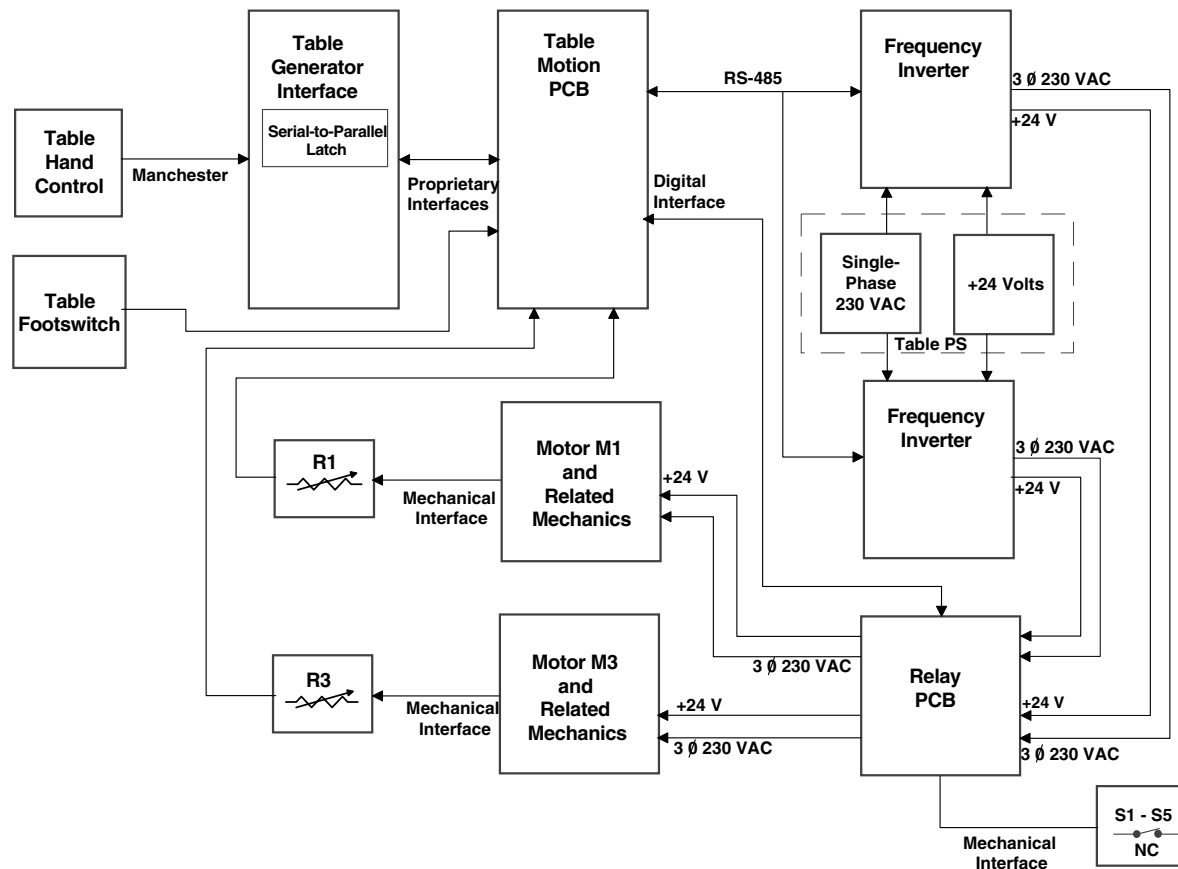 Table
Generator
Interface
Serial-to-Parallel
Latch
Table
Motion
PCB
Frequency
Inverter
RS-485
3 Ø 230 VAC
+24 V
Table
Hand
Control
Manchester
Proprietary
Interfaces
Digital
Interface
Single-
Phase
230 VAC
+24 Volts
Table PS
Table
Footswitch
Frequency
Inverter
3 Ø 230 VAC
+24 V
R1
Mechanical
Interface
Motor M1
and
Related
Mechanics
+24 V
3 Ø 230 VAC
R3
Mechanical
Interface
Motor M3
and
Related
Mechanics
+24 V
3 Ø 230 VAC
Relay
PCB
+24 V
3 Ø 230 VAC
Mechanical
Interface
S1 - S5
NC